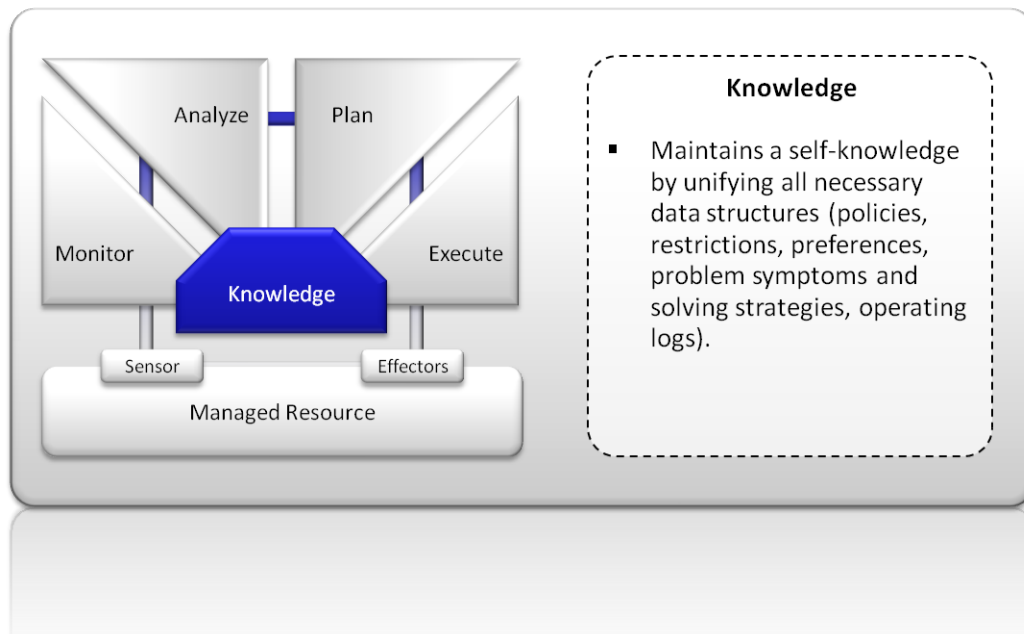 Analyze
Plan
Monitor
Execute
Knowledge
Sensor
Effectors
Managed Resource
Knowledge
▪ Maintains a self-knowledge
by unifying all necessary
data structures (policies,
restrictions, preferences,
problem symptoms and
solving strategies, operating
logs).